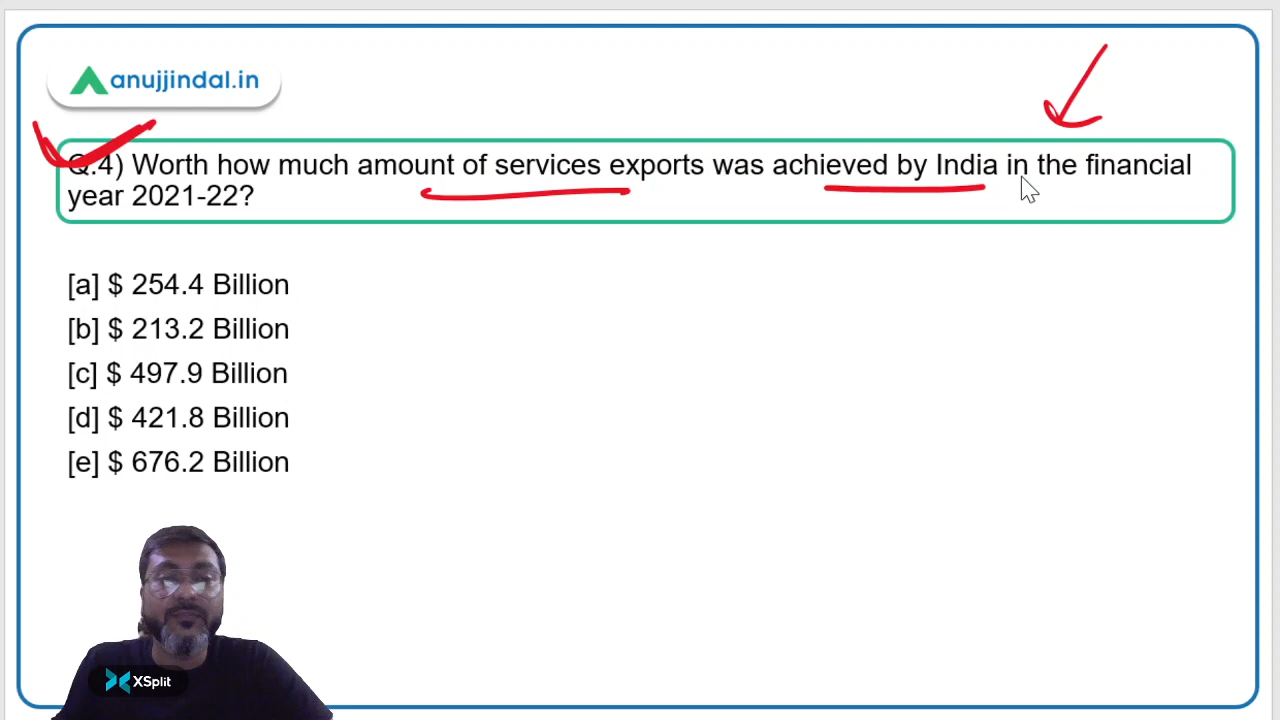 anujjindal.in
Q.4) Worth how much amount of services exports was achieved by India in the financial
year 2021-22?
[a] $ 254.4 Billion
[b] $ 213.2 Billion
[c] $ 497.9 Billion
[d] $ 421.8 Billion
[e] $ 676.2 Billion
XSplit